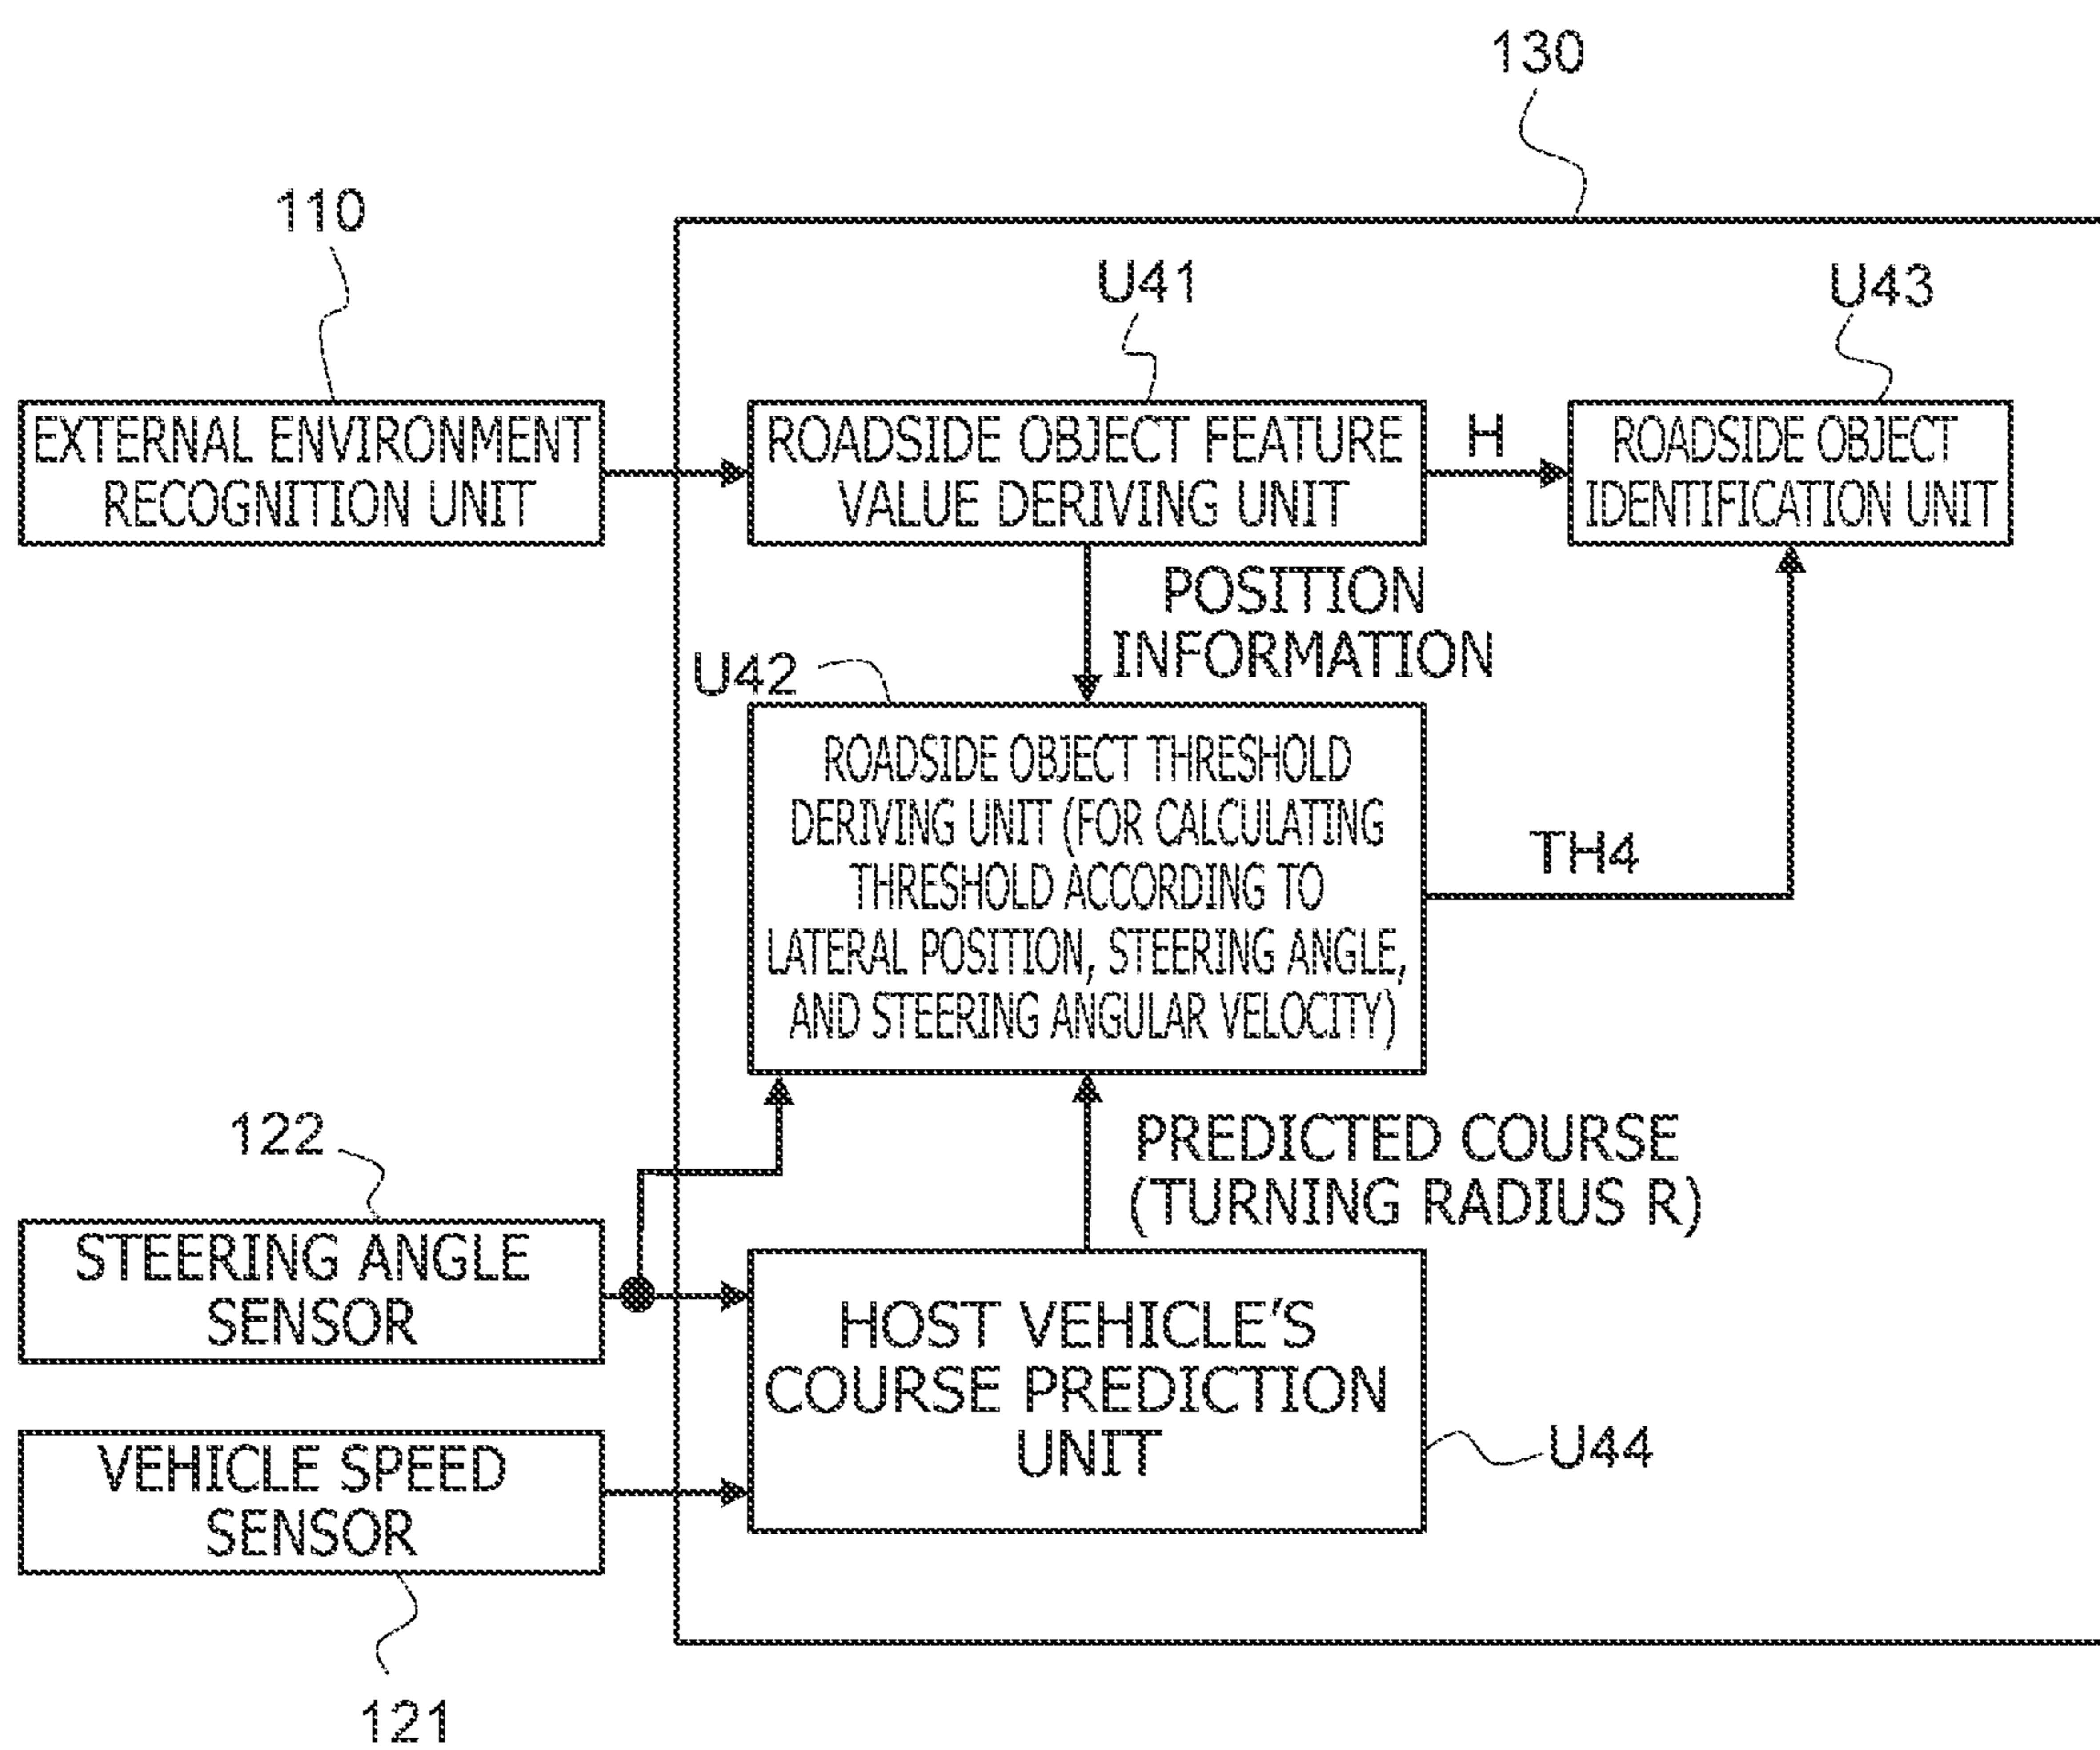 130
110
U41
U43
EXTERNAL ENVIRONMENT
RECOGNITION UNIT
ROADSIDE OBJECT FEATURE
VALUE DERIVING UNIT
H
ROADSIDE OBJECT
IDENTIFICATION UNIT
POSITION
INFORMATION
U42
ROADSIDE OBJECT THRESHOLD
DERIVING UNIT (FOR CALCULATING
THRESHOLD ACCORDING TO
LATERAL POSITION, STEERING ANGLE,
AND STEERING ANGULAR VELOCITY)
TH4
122
PREDICTED COURSE
(TURNING RADIUS R)
STEERING ANGLE
SENSOR
HOST VEHICLE'S
COURSE PREDICTION
UNIT
U44
VEHICLE SPEED
SENSOR
121